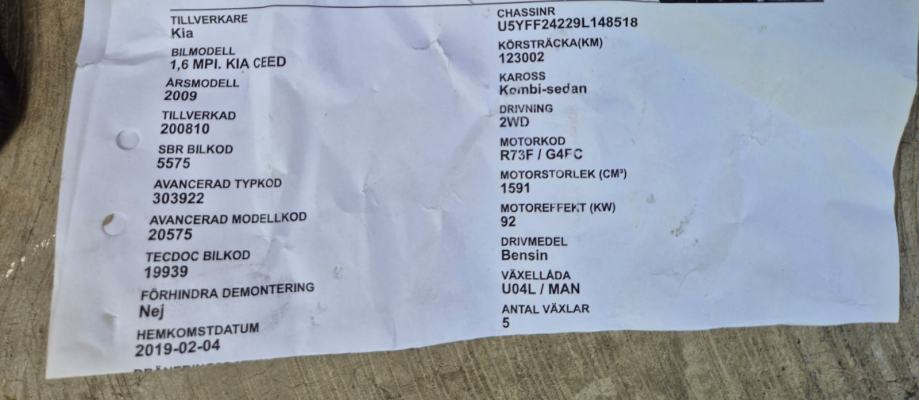 TILLVERKARE
Kia
BILMODELL
1,6 MPI. KIA CEED
ÅRSMODELL
2009
TILLVERKAD
200810
SBR BILKOD
5575
AVANCERAD TYPKOD
303922
AVANCERAD MODELLKOD
20575
TECDOC BILKOD
19939
FÖRHINDRA DEMONTERING
Nej
HEMKOMSTDATUM
2019-02-04
CHASSINR
U5YFF24229L148518
KÖRSTRÄCKA(KM)
123002
KAROSS
Kombi-sedan
DRIVNING
2WD
MOTORKOD
R73F / G4FC
MOTORSTORLEK (CM³)
1591
MOTOREFFEKT (KW)
92
DRIVMEDEL
Bensin
VÄXELLÅDA
U04L / MAN
ANTAL VÄXLAR
5